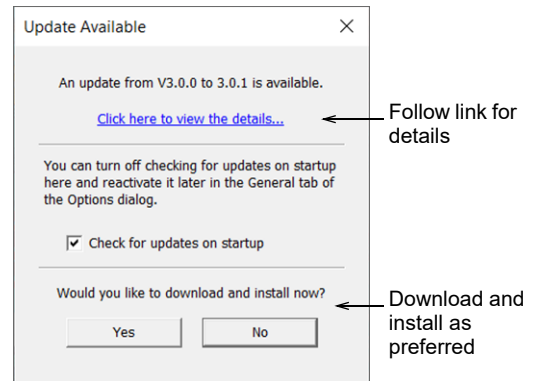 Update Available
An update from V3.0.0 to 3.0.1 is available.
Click here to view the details...
Follow link for
details
You can turn off checking for updates on startup
here and reactivate it later in the General tab of
the Options dialog.
Check for updates on startup
Would you like to download and install now?
Yes
No
Download and
install as
preferred